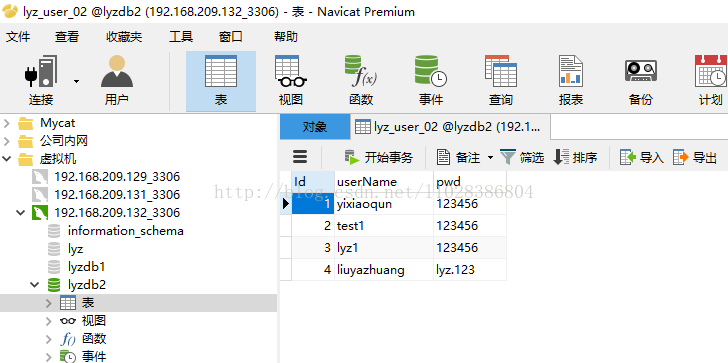 lyz_user_02 @lyzdb2 (192.168.209.132_3306) - 表 - Navicat Premium
文件 查看 收藏夹 工具 窗口 帮助
连接 用户 表 视图 函数 事件 查询 报表 备份 计划
Mycat
公司内网
虚拟机
192.168.209.129_3306
192.168.209.131_3306
192.168.209.132_3306
information_schema
lyz
lyzdb1
lyzdb2
表
视图
函数
事件
对象 lyz_user_02 @lyzdb2 (192.1...
开始事务 备注 筛选 排序 导入 导出
Id userName pwd
1 yixiaoqun 123456
2 test1 123456
3 lyz1 123456
4 liuyazhuang lyz.123
http://blog.csdn.net/l1028386804